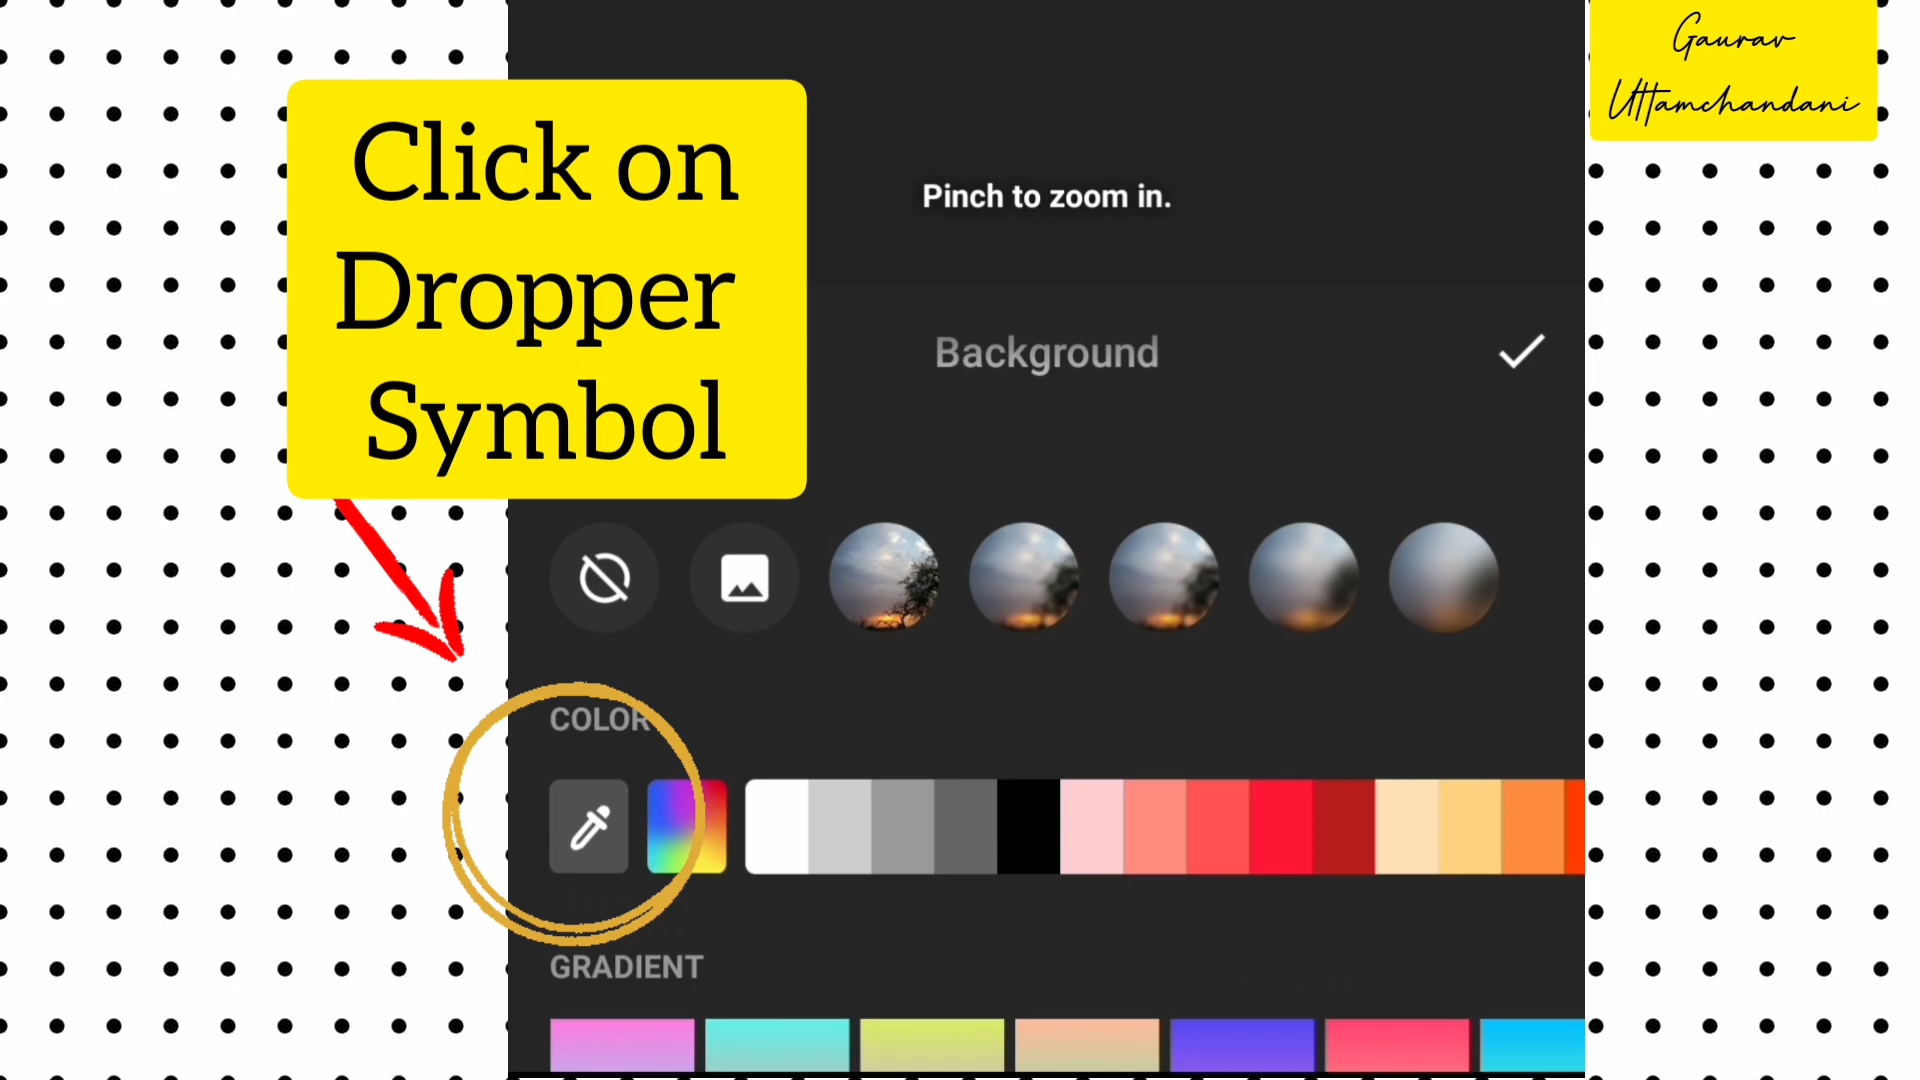 Gaurav
Uttamchandani
Click on
Dropper
Symbol
Pinch to zoom in.
Background
COLOR
GRADIENT